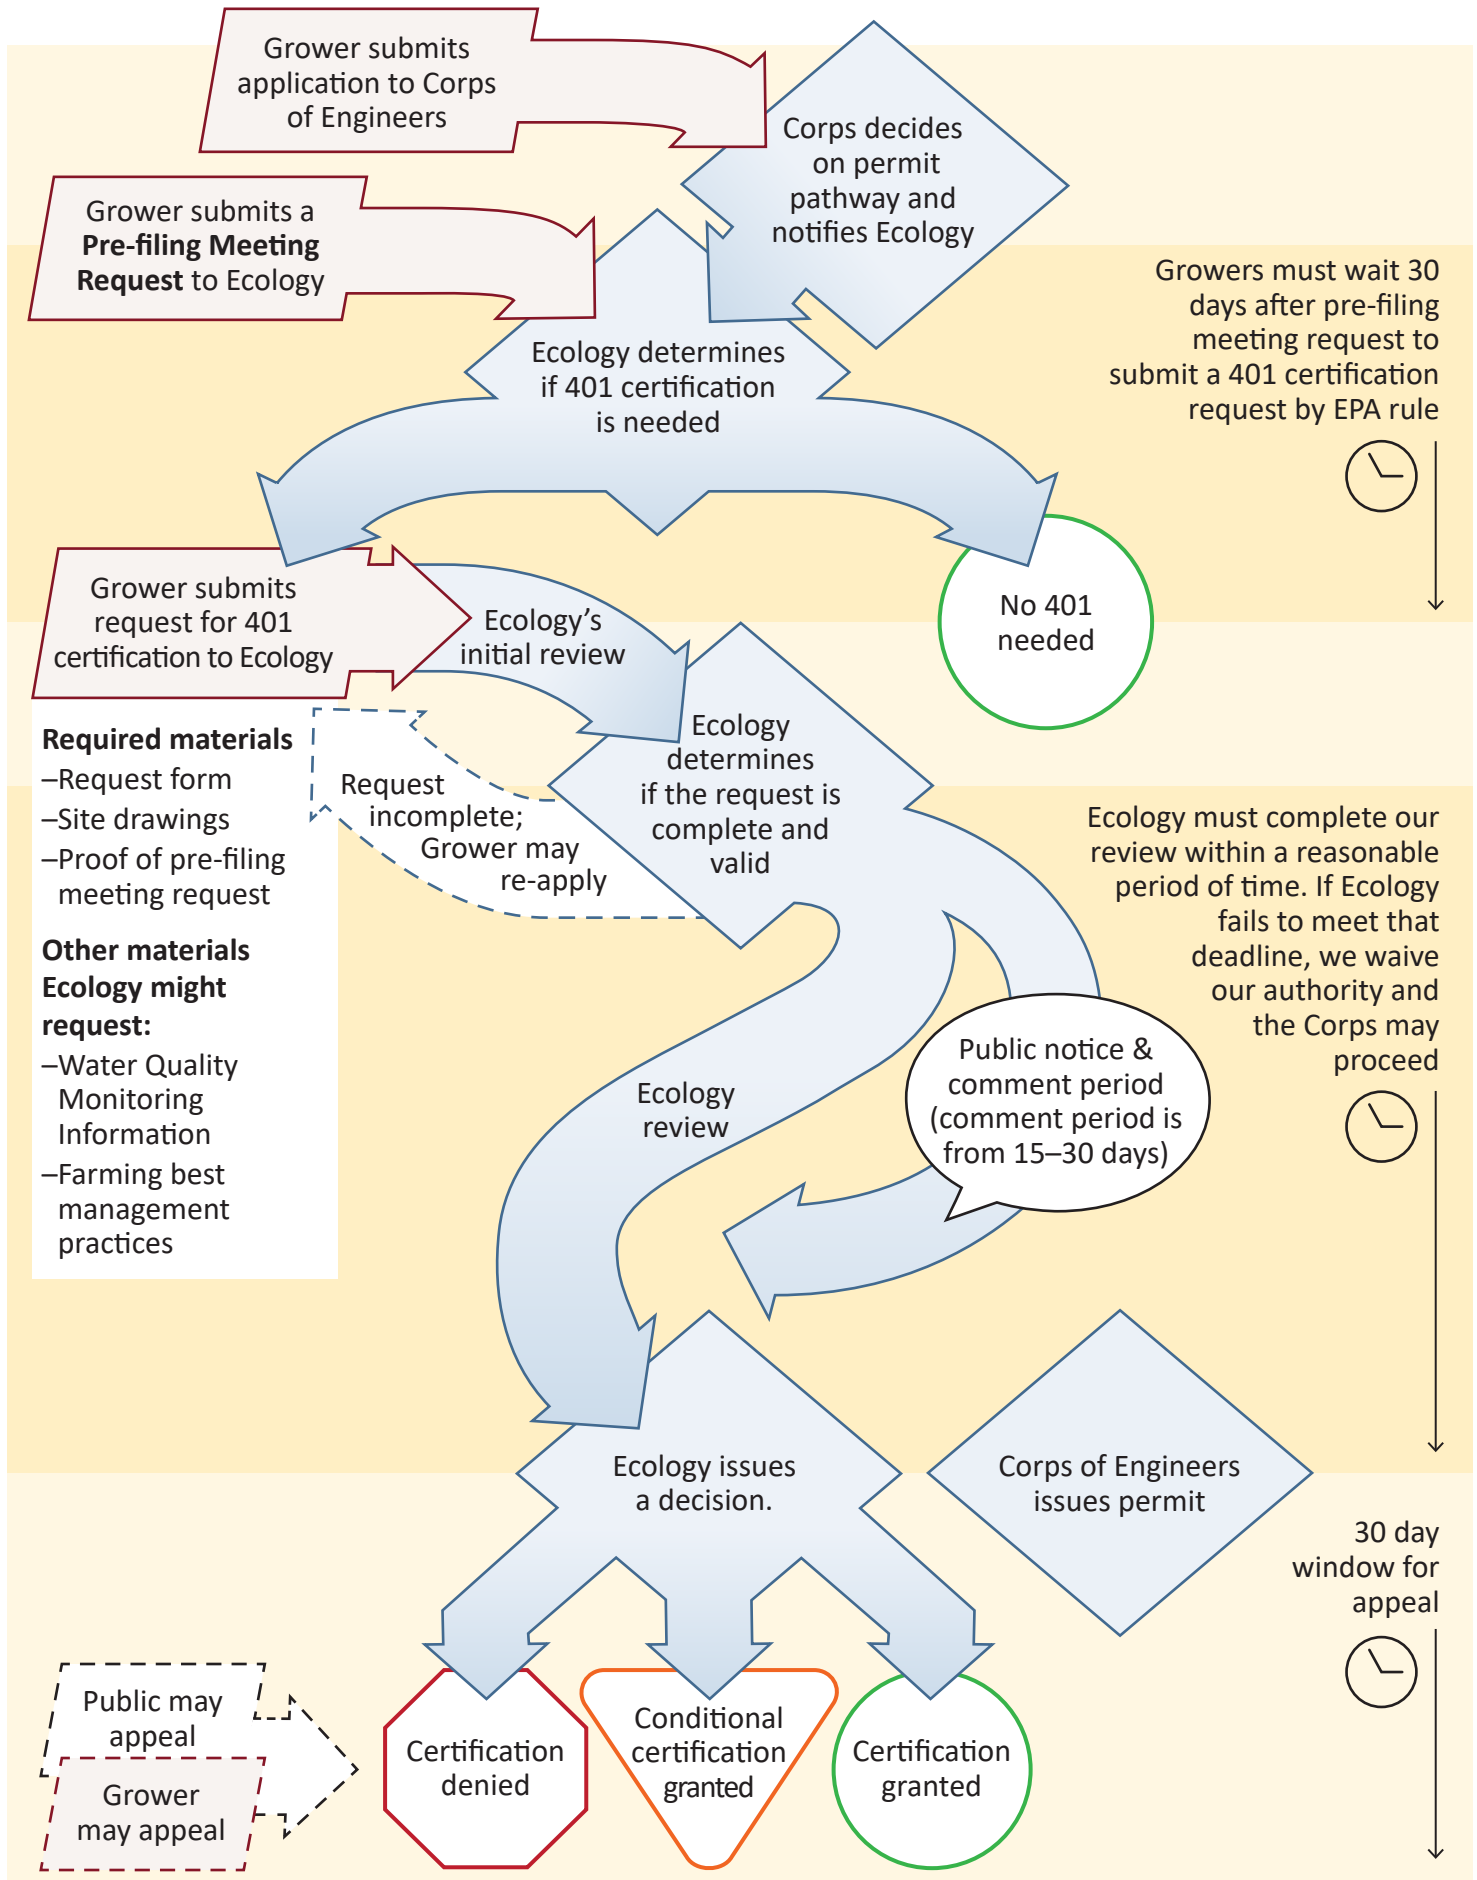 Grower submits
application to Corps
of Engineers
Corps decides
on permit
pathway and
notifies Ecology
Grower submits a
Pre-filing Meeting
Request to Ecology
Growers must wait 30
days after pre-filing
meeting request to
submit a 401 certification
request by EPA rule
Ecology determines
if 401 certification
is needed
Grower submits
request for 401
certification to Ecology
Ecology's
initial review
No 401
needed
Required materials
–Request form
–Site drawings
–Proof of pre-filing
meeting request
Other materials
Ecology might
request:
–Water Quality
Monitoring
Information
–Farming best
management
practices
Request
incomplete;
Grower may
re-apply
Ecology
determines
if the request is
complete and
valid
Ecology must complete our
review within a reasonable
period of time. If Ecology
fails to meet that
deadline, we waive
our authority and
the Corps may
proceed
Public notice &
comment period
(comment period is
from 15–30 days)
Ecology
review
Ecology issues
a decision.
Corps of Engineers
issues permit
30 day
window for
appeal
Public may
appeal
Grower
may appeal
Certification
denied
Conditional
certification
granted
Certification
granted